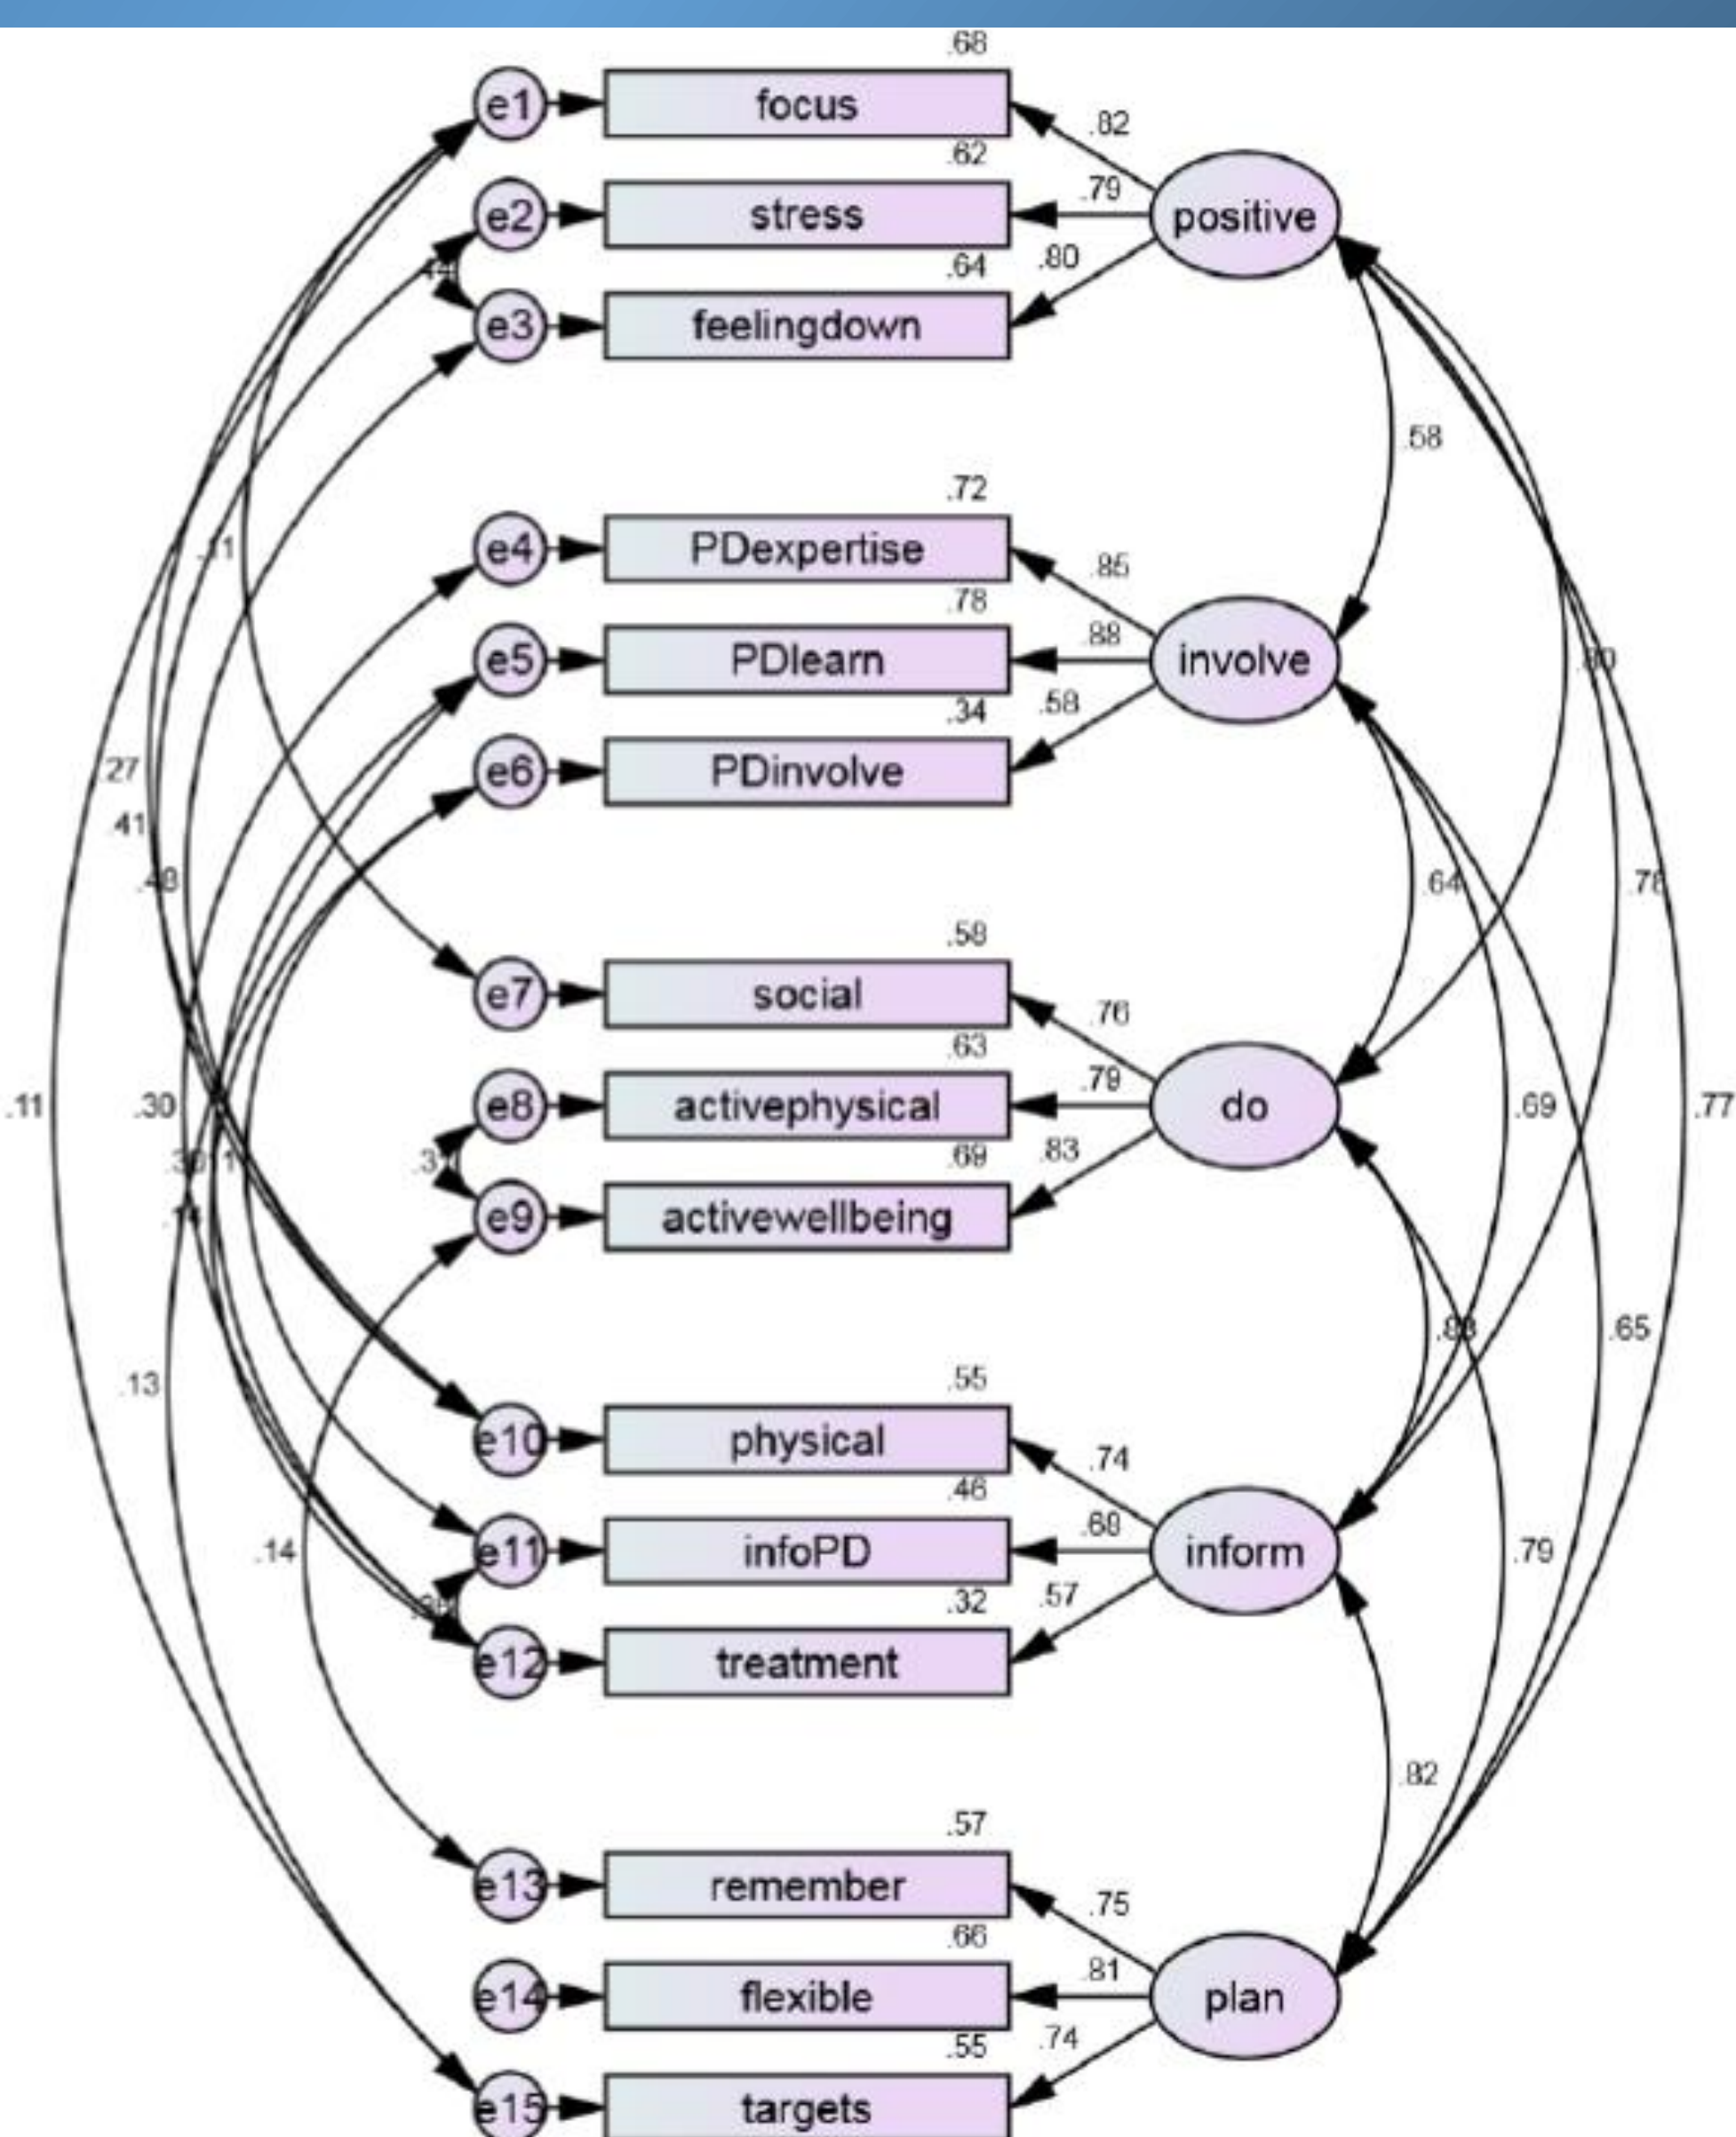 .68
e1 focus .82
.62
e2 stress .79 positive
.64 .80
e3 feelingdown
.58
.72
e4 PDexpertise .85
.78
e5 PDlearn .88 involve
.34 .58
e6 PDinvolve
.27
.41
.48 .64 .78
.58
e7 social .76
.63
.11 .30 e8 activephysical .79 do .69 .77
.69 .83
e9 activewellbeing
.65
.13 .55
e10 physical .74
.46
.14 e11 infoPD inform .79
.32 .57
e12 treatment
.82
.57
e13 remember .75
.66
e14 flexible .81 plan
.55 .74
e15 targets